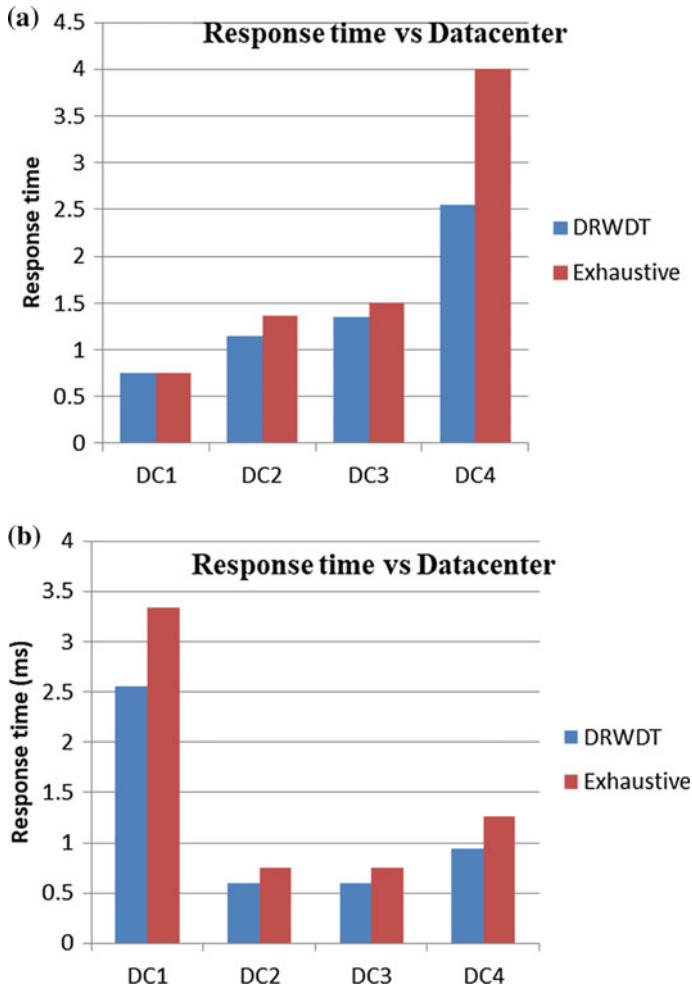 (a)
Response time vs Datacenter
4.5
4
3.5
3
2.5
2
1.5
1
0.5
0
Response time
DC1 DC2 DC3 DC4
DRWDT
Exhaustive
(b)
Response time vs Datacenter
4
3.5
3
2.5
2
1.5
1
0.5
0
Response time (ms)
DC1 DC2 DC3 DC4
DRWDT
Exhaustive